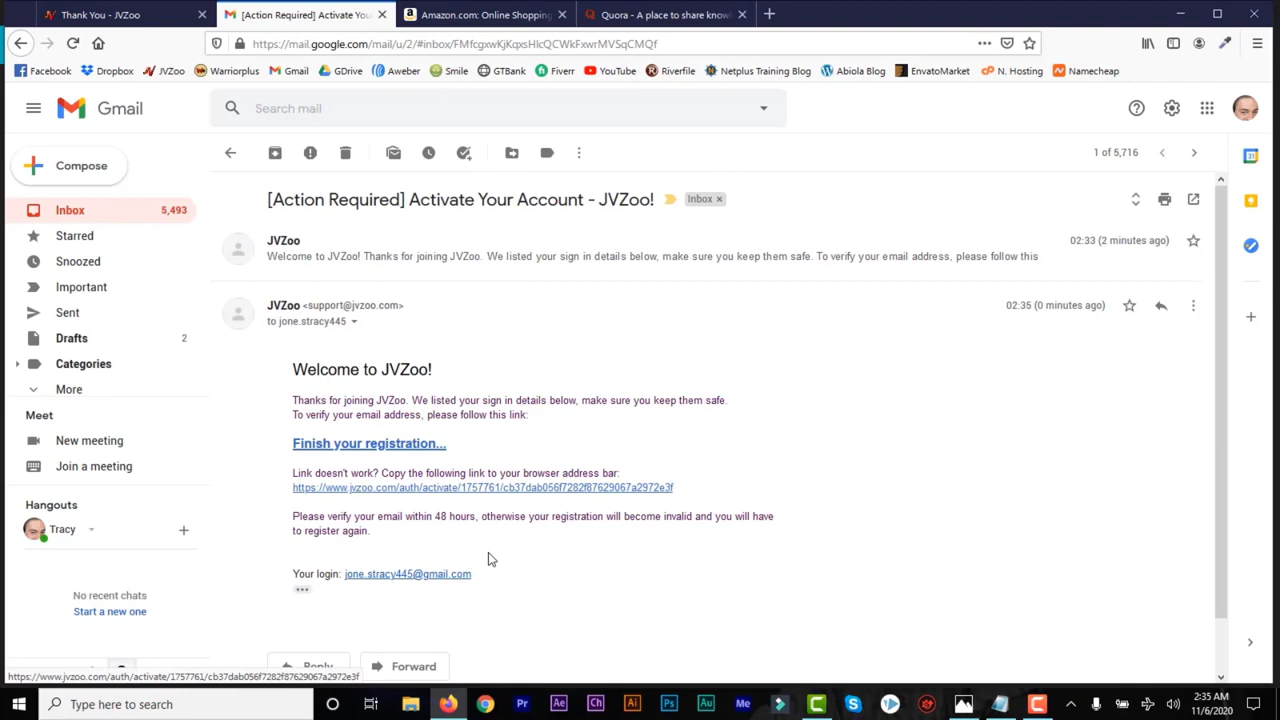 Thank You - JVZoo
[Action Required] Activate You
Amazon.com: Online Shopping
Quora - A place to share know
https://mail.google.com/mail/u/2/#inbox/FMfcgxwKjKqxsHlcQCWkFxwrMVSqCMQf
Facebook
Dropbox
JVZoo
Warriorplus
Gmail
GDrive
Aweber
Smile
GTBank
Fiverr
YouTube
Riverfile
Netplus Training Blog
Abiola Blog
EnvatoMarket
N. Hosting
Namecheap
Gmail
Search mail
Compose
1 of 5,716
31
[Action Required] Activate Your Account - JVZoo!
Inbox ×
Inbox 5,493
Starred
Snoozed
Important
Sent
Drafts 2
Categories
More
JVZoo
02:33 (2 minutes ago)
Welcome to JVZoo! Thanks for joining JVZoo. We listed your sign in details below, make sure you keep them safe. To verify your email address, please follow this
JVZoo <support@jvzoo.com>
02:35 (0 minutes ago)
to jone.stracy445
Welcome to JVZoo!
Thanks for joining JVZoo. We listed your sign in details below, make sure you keep them safe.
To verify your email address, please follow this link:
Finish your registration...
Link doesn't work? Copy the following link to your browser address bar:
https://www.jvzoo.com/auth/activate/1757761/cb37dab056f7282f87629067a2972e3f
Please verify your email within 48 hours, otherwise your registration will become invalid and you will have
to register again.
Your login: jone.stracy445@gmail.com
Meet
New meeting
Join a meeting
Hangouts
Tracy
No recent chats
Start a new one
Reply
Forward
https://www.jvzoo.com/auth/activate/1757761/cb37dab056f7282f87629067a2972e3f
Type here to search
Pr
Ae
Ch
Ai
Ps
Au
Me
2:35 AM
11/6/2020